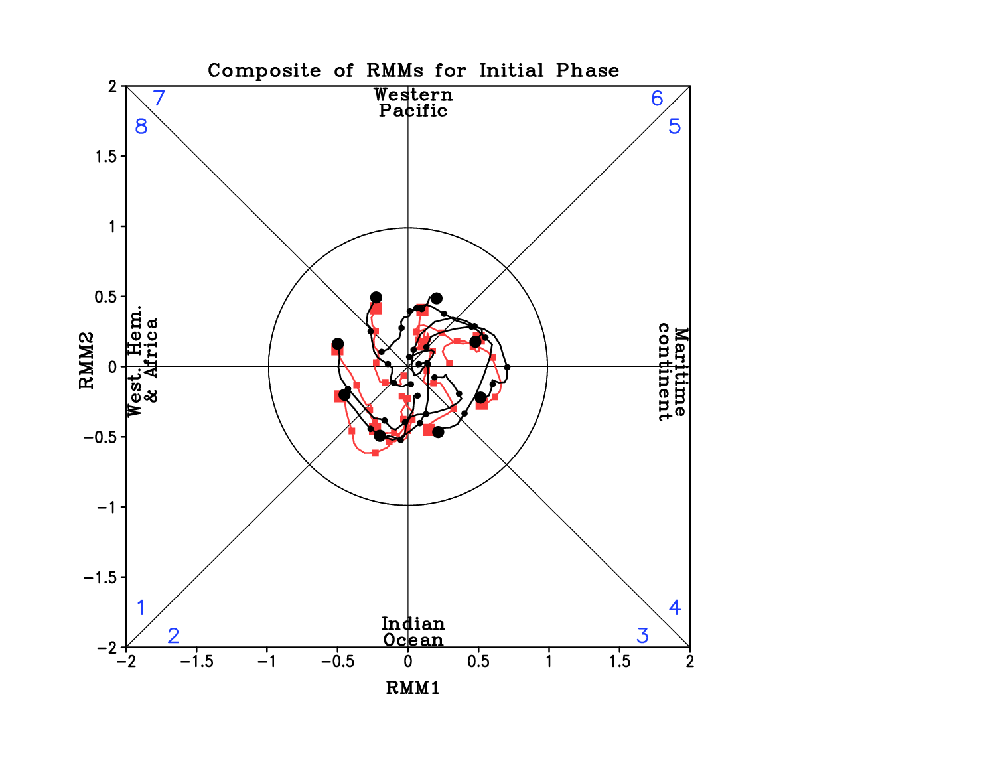 Composite of RMMs for Initial Phase
2
7
Western
6
Pacific
8
5
1.5
1
0.5
RMM2
0
West. Hem.
& Africa
Maritime
continent
−0.5
−1
−1.5
1
4
Indian
2
3
Ocean
−2
−2
−1.5
−1
−0.5
0
0.5
1
1.5
2
RMM1